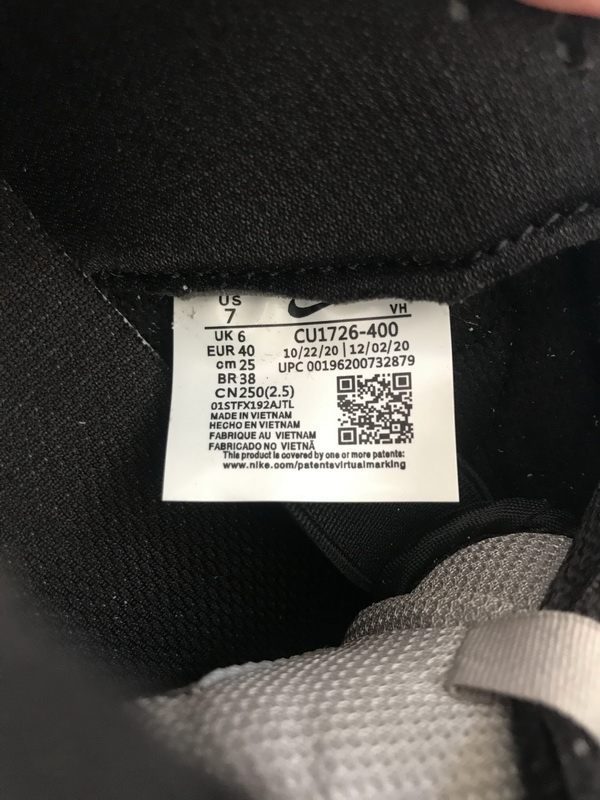 US
7
VH
UK 6
CU1726-400
EUR 40
10/22/20 | 12/02/20
cm 25
UPC 00196200732879
BR 38
CN 250(2.5)
01STFX192AJTL
MADE IN VIETNAM
HECHO EN VIETNAM
FABRIQUE AU VIETNAM
FABRICADO NO VIETNÃ
This product is covered by one or more patents:
www.nike.com/patentsvirtualmarking